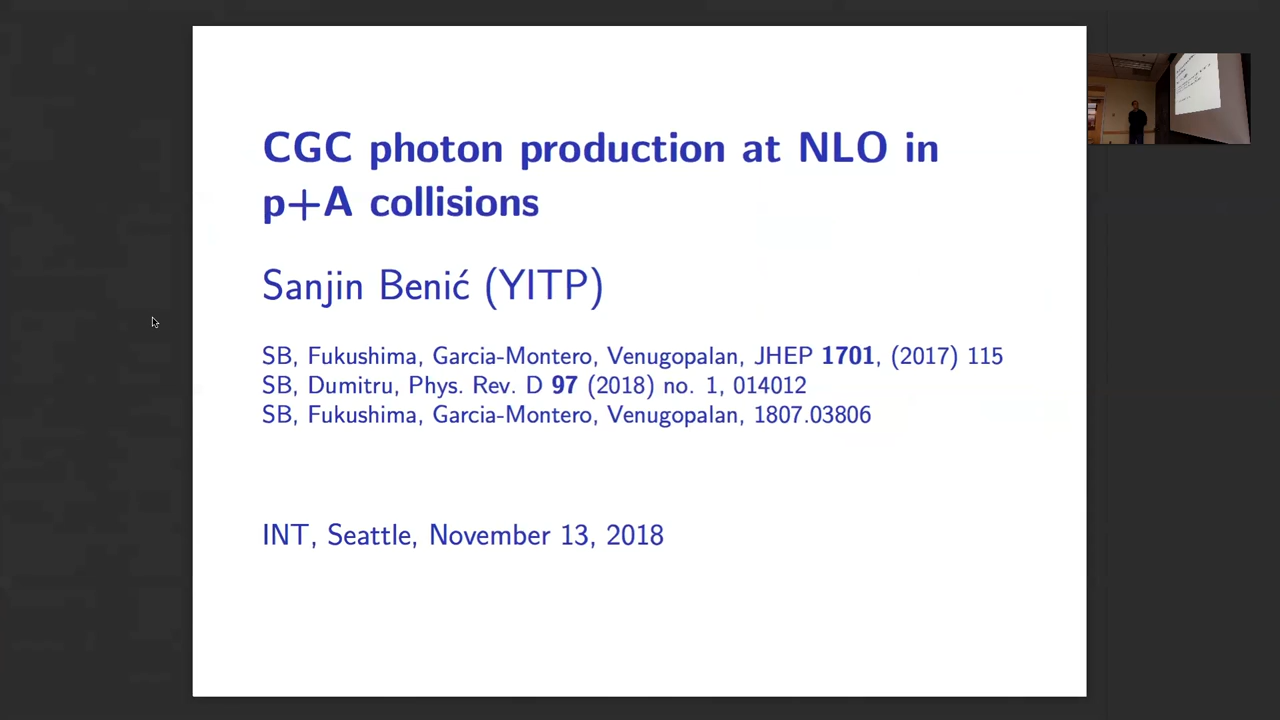 CGC photon production at NLO in
p+A collisions
Sanjin Benić (YITP)
SB, Fukushima, Garcia-Montero, Venugopalan, JHEP 1701, (2017) 115
SB, Dumitru, Phys. Rev. D 97 (2018) no. 1, 014012
SB, Fukushima, Garcia-Montero, Venugopalan, 1807.03806
INT, Seattle, November 13, 2018